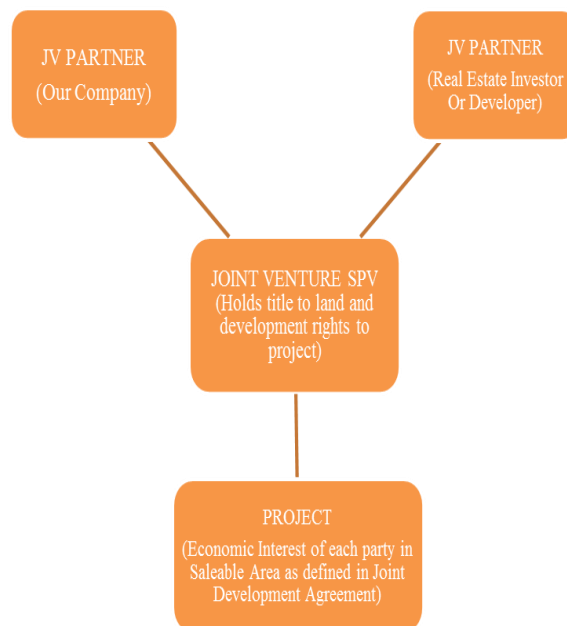 JV PARTNER
(Our Company)
JV PARTNER
(Real Estate Investor
Or Developer)
JOINT VENTURE SPV
(Holds title to land and
development rights to
project)
PROJECT
(Economic Interest of each party in
Saleable Area as defined in Joint
Development Agreement)